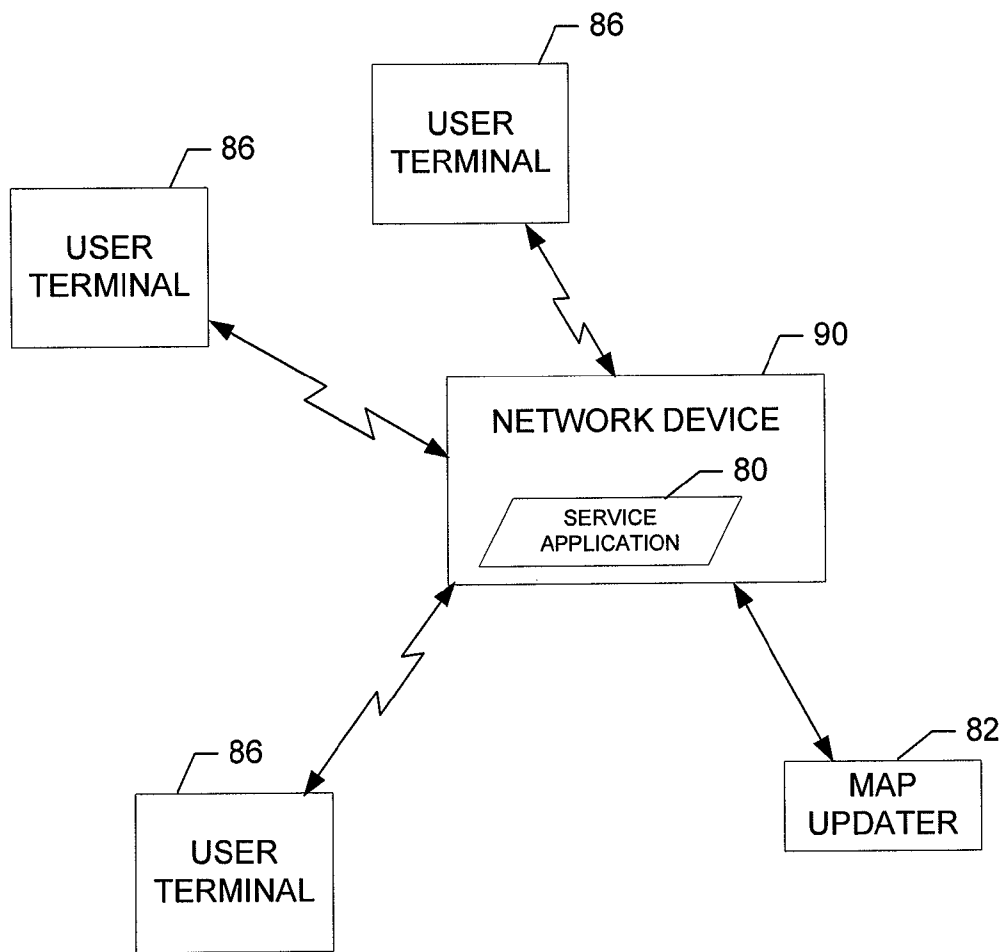 86
USER
TERMINAL
86
USER
TERMINAL
90
NETWORK DEVICE
80
SERVICE
APPLICATION
86
USER
TERMINAL
82
MAP
UPDATER